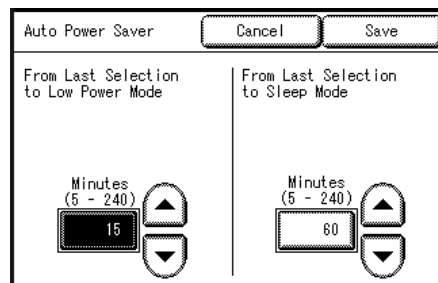 Auto Power Saver
Cancel
Save
From Last Selection
to Low Power Mode
Minutes
(5 - 240)
15
From Last Selection
to Sleep Mode
Minutes
(5 - 240)
60